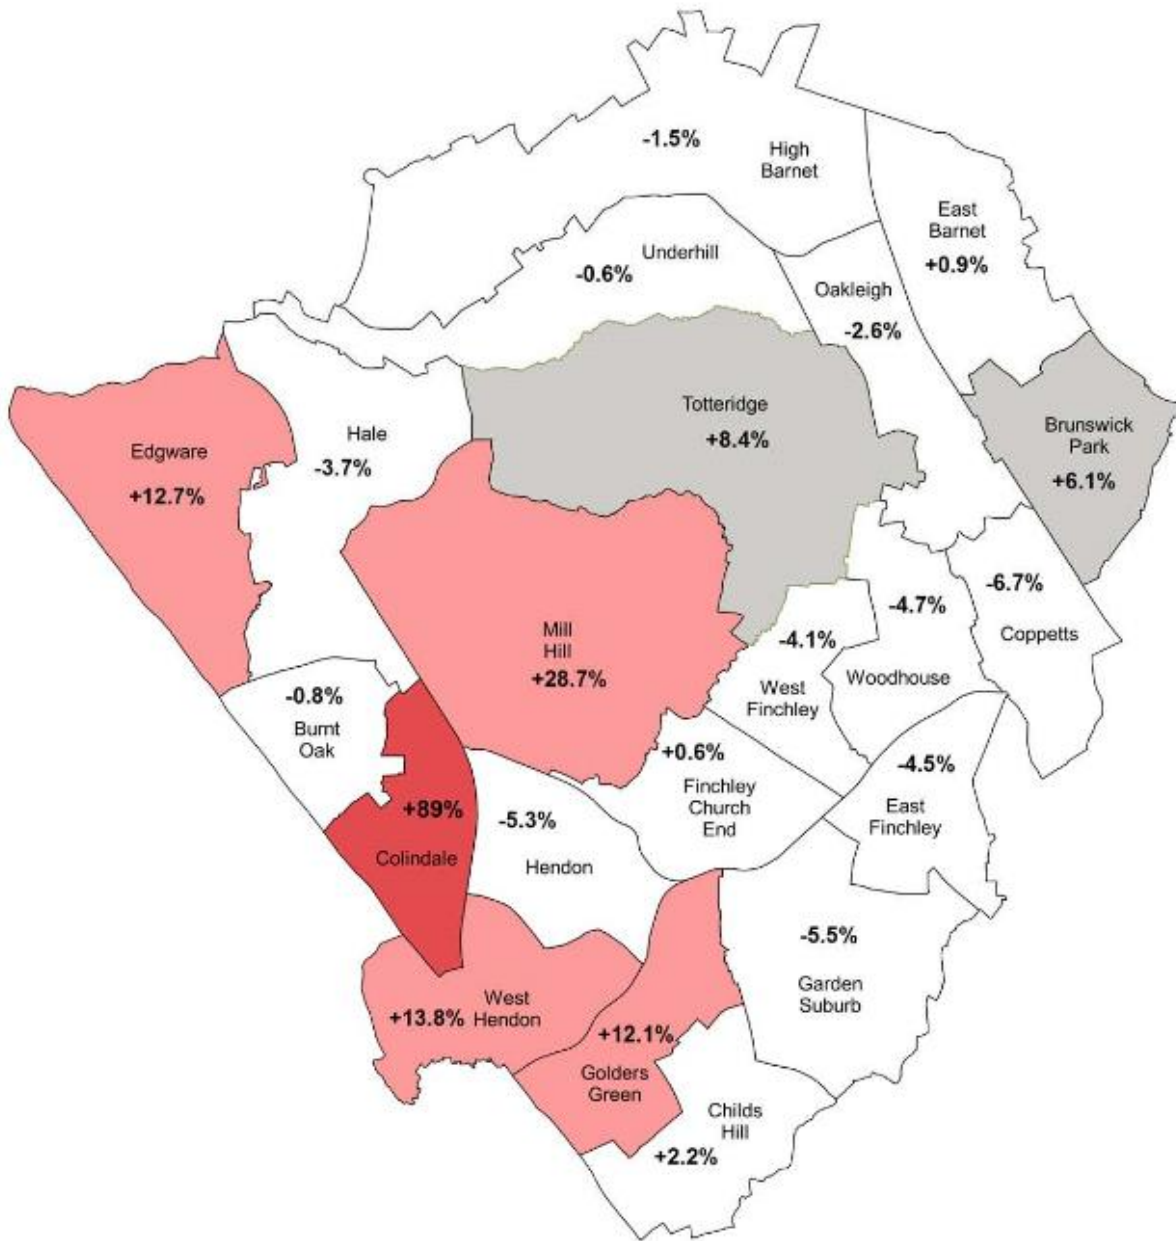 -1.5%
High
Barnet
East
Barnet
+0.9%
Underhill
-0.6%
Oakleigh
-2.6%
Totteridge
+8.4%
Brunswick
Park
+6.1%
Edgware
+12.7%
Hale
-3.7%
Mill
Hill
+28.7%
-4.1%
West
Finchley
-4.7%
Woodhouse
-6.7%
Coppetts
-0.8%
Burnt
Oak
+89%
Colindale
-5.3%
Hendon
+0.6%
Finchley
Church
End
-4.5%
East
Finchley
-5.5%
Garden
Suburb
West
Hendon
+13.8%
+12.1%
Golders
Green
Childs
Hill
+2.2%